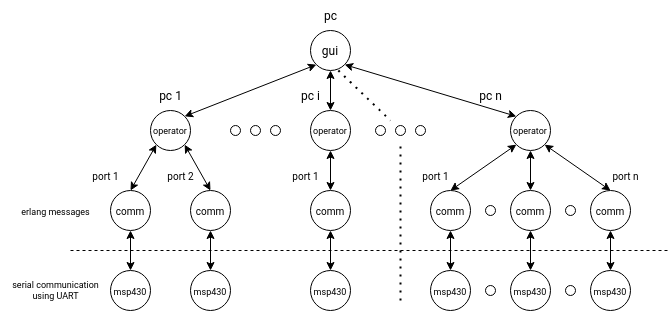 pc
gui
pc 1
pc i
pc n
operator
operator
operator
port 1
port 2
port 1
port 1
port n
erlang messages
comm
comm
comm
comm
comm
comm
serial communication
using UART
msp430
msp430
msp430
msp430
msp430
msp430